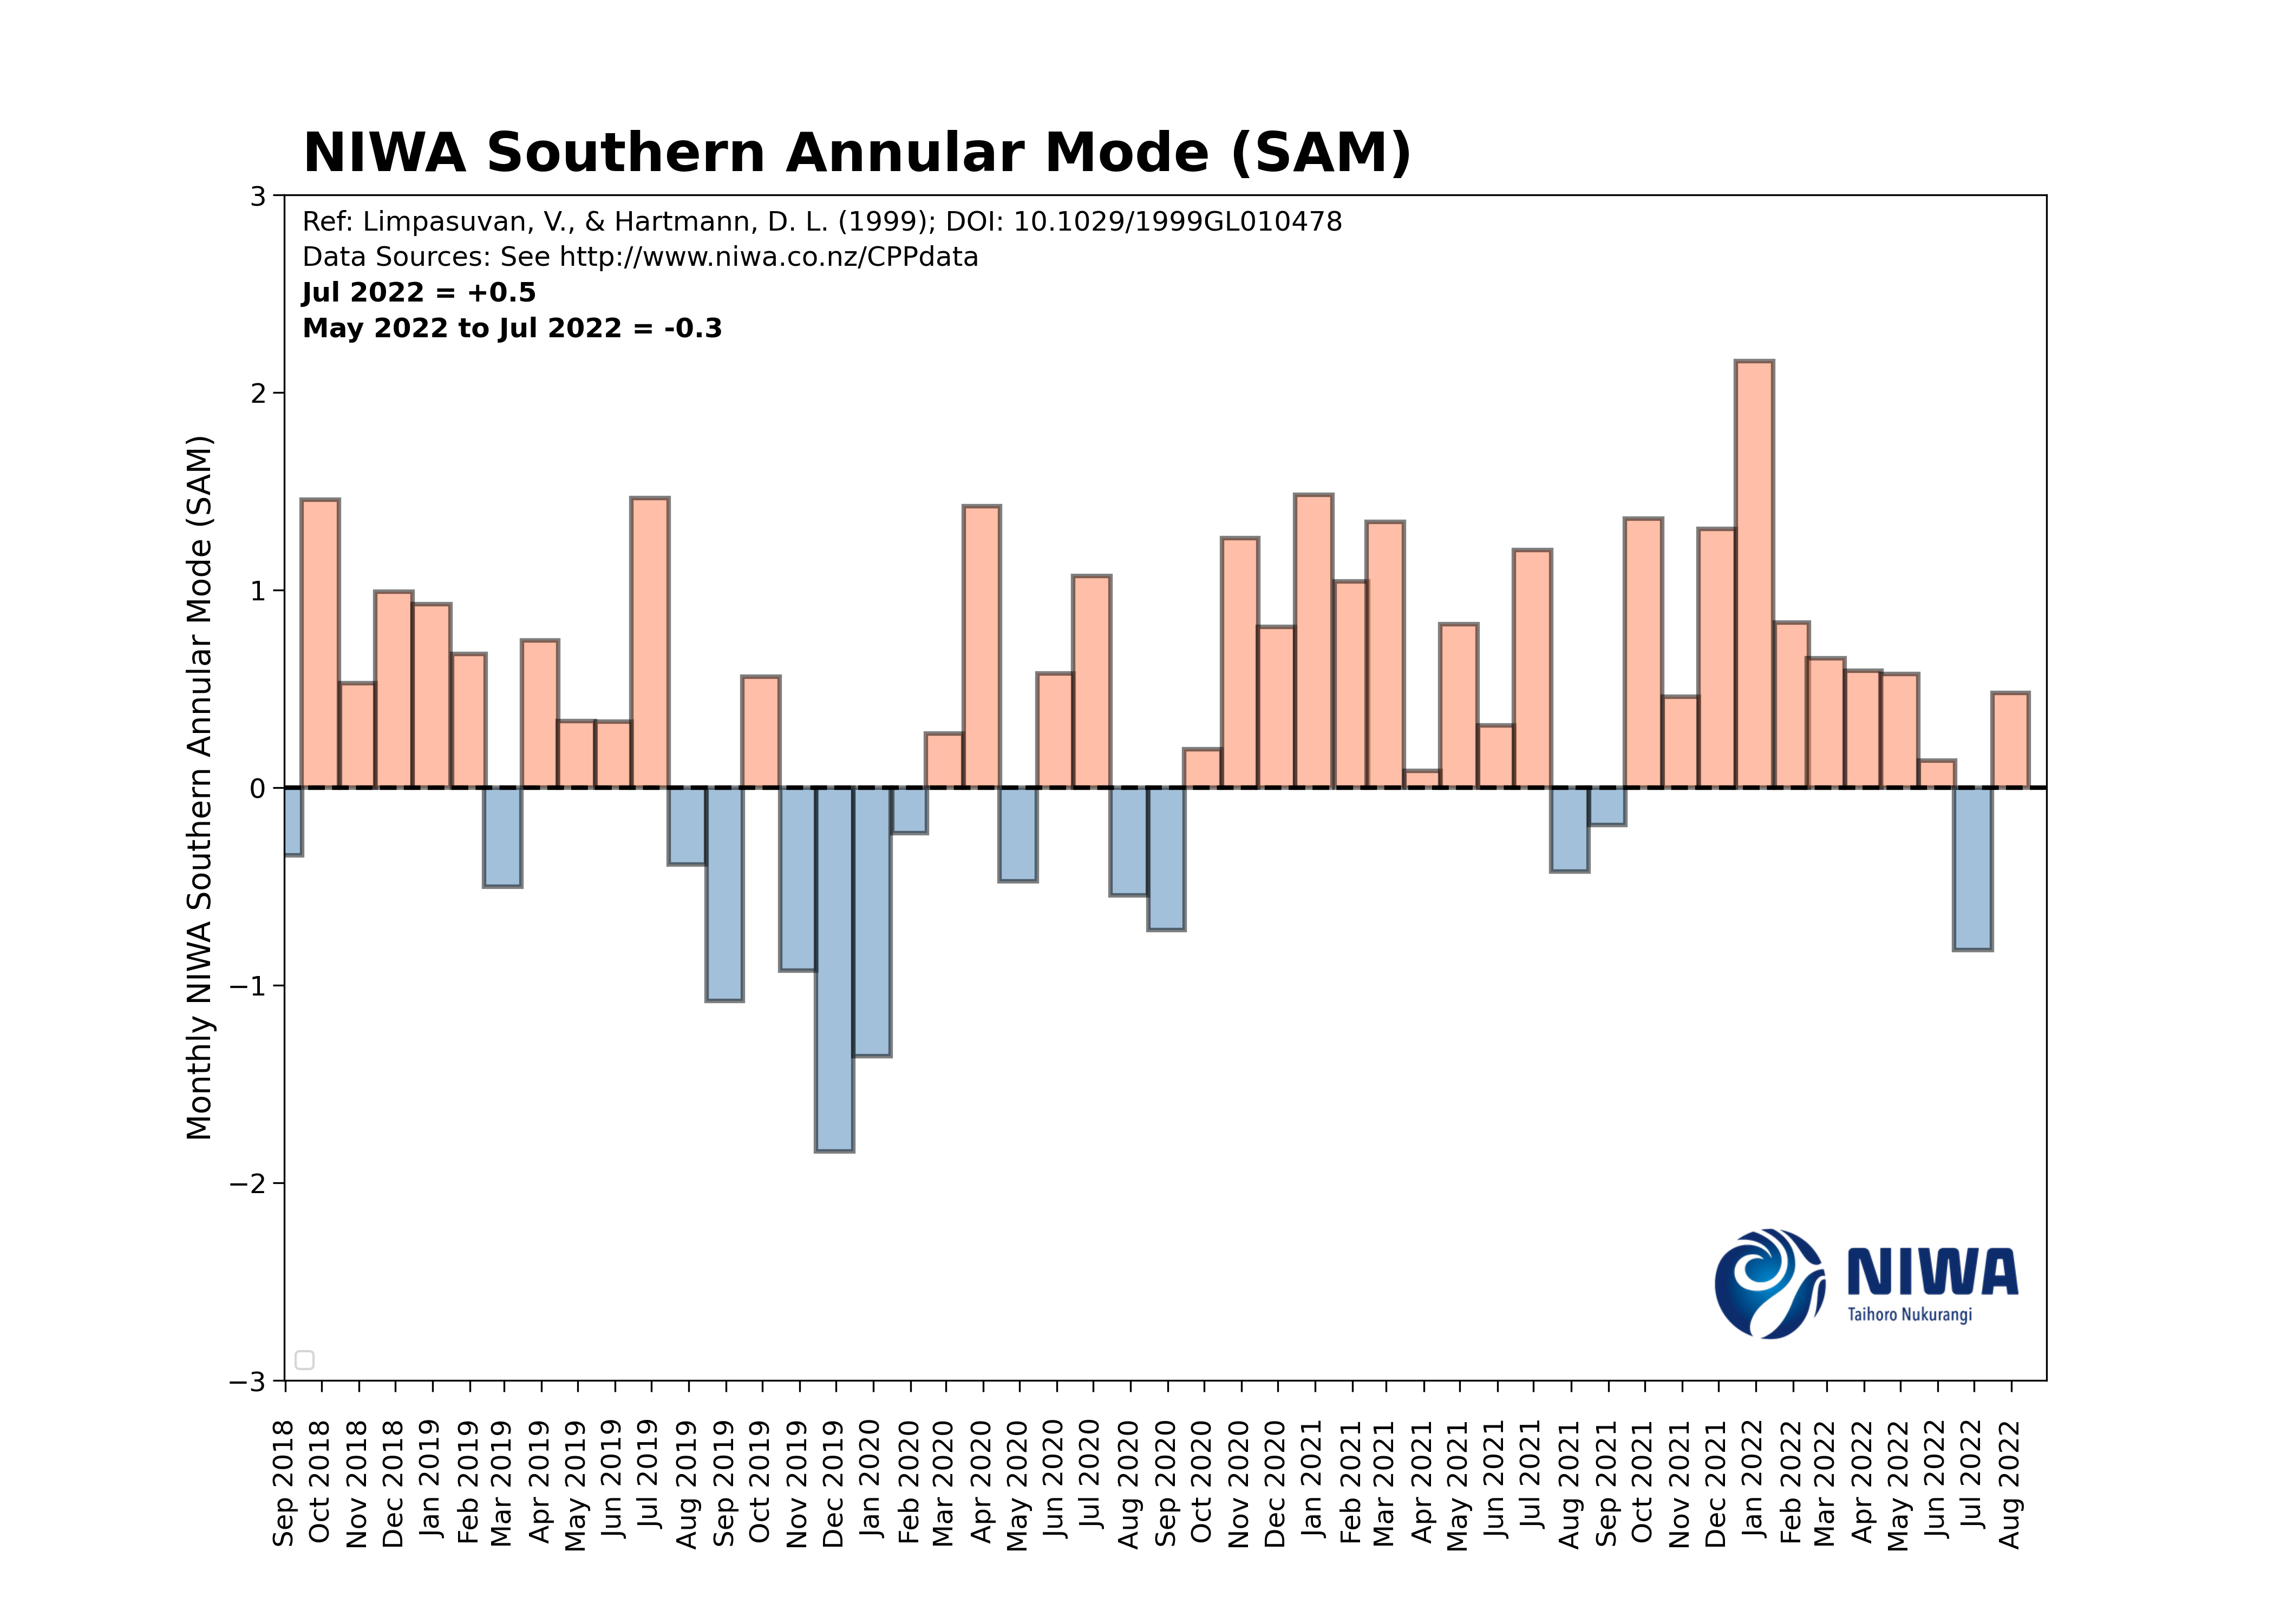 NIWA Southern Annular Mode (SAM)
Ref: Limpasuvan, V., & Hartmann, D. L. (1999); DOI: 10.1029/1999GL010478
Data Sources: See http://www.niwa.co.nz/CPPdata
Jul 2022 = +0.5
May 2022 to Jul 2022 = -0.3
Monthly NIWA Southern Annular Mode (SAM)
3
2
1
0
−1
−2
−3
NIWA
Taihoro Nukurangi
Sep 2018
Oct 2018
Nov 2018
Dec 2018
Jan 2019
Feb 2019
Mar 2019
Apr 2019
May 2019
Jun 2019
Jul 2019
Aug 2019
Sep 2019
Oct 2019
Nov 2019
Dec 2019
Jan 2020
Feb 2020
Mar 2020
Apr 2020
May 2020
Jun 2020
Jul 2020
Aug 2020
Sep 2020
Oct 2020
Nov 2020
Dec 2020
Jan 2021
Feb 2021
Mar 2021
Apr 2021
May 2021
Jun 2021
Jul 2021
Aug 2021
Sep 2021
Oct 2021
Nov 2021
Dec 2021
Jan 2022
Feb 2022
Mar 2022
Apr 2022
May 2022
Jun 2022
Jul 2022
Aug 2022